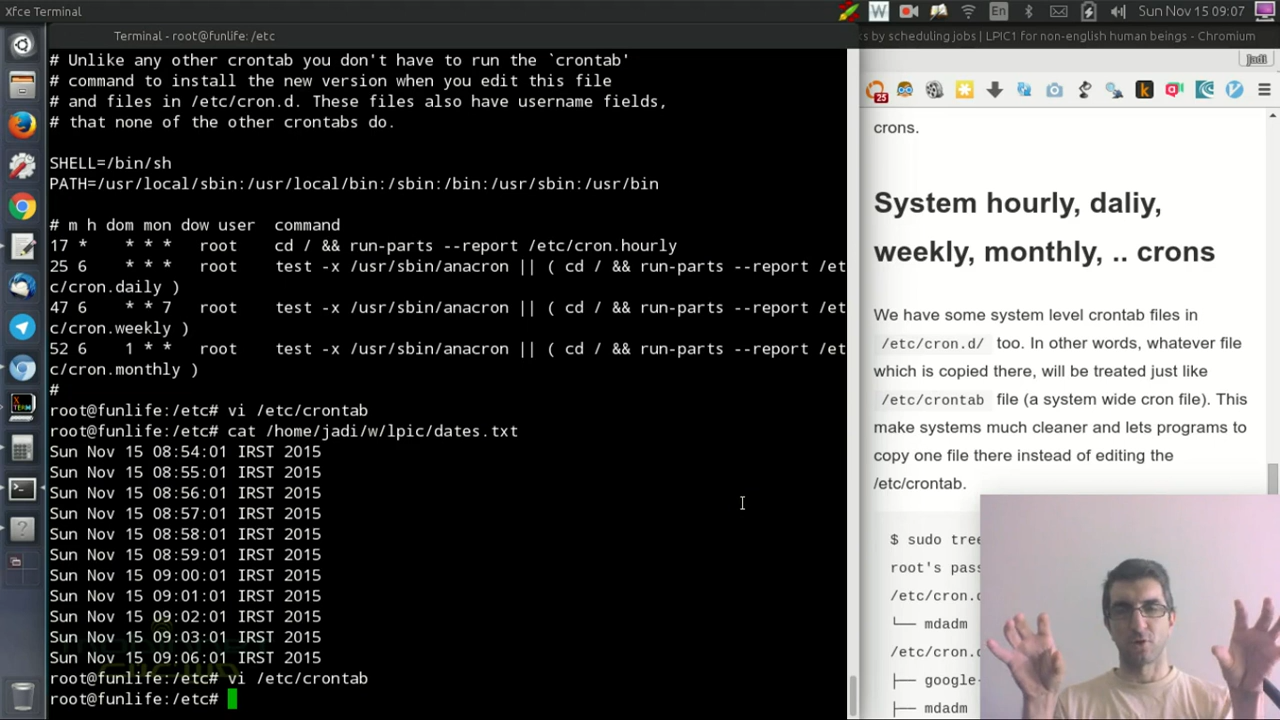 Xfce Terminal
En
Sun Nov 15 09:07
Terminal - root@funlife: /etc
# Unlike any other crontab you don't have to run the `crontab'
# command to install the new version when you edit this file
# and files in /etc/cron.d. These files also have username fields,
# that none of the other crontabs do.
SHELL=/bin/sh
PATH=/usr/local/sbin:/usr/local/bin:/sbin:/bin:/usr/sbin:/usr/bin
# m h dom mon dow user  command
17 *    * * *   root    cd / && run-parts --report /etc/cron.hourly
25 6    * * *   root    test -x /usr/sbin/anacron || ( cd / && run-parts --report /et
c/cron.daily )
47 6    * * 7   root    test -x /usr/sbin/anacron || ( cd / && run-parts --report /et
c/cron.weekly )
52 6    1 * *   root    test -x /usr/sbin/anacron || ( cd / && run-parts --report /et
c/cron.monthly )
#
root@funlife:/etc# vi /etc/crontab
root@funlife:/etc# cat /home/jadi/w/lpic/dates.txt
Sun Nov 15 08:54:01 IRST 2015
Sun Nov 15 08:55:01 IRST 2015
Sun Nov 15 08:56:01 IRST 2015
Sun Nov 15 08:57:01 IRST 2015
Sun Nov 15 08:58:01 IRST 2015
Sun Nov 15 08:59:01 IRST 2015
Sun Nov 15 09:00:01 IRST 2015
Sun Nov 15 09:01:01 IRST 2015
Sun Nov 15 09:02:01 IRST 2015
Sun Nov 15 09:03:01 IRST 2015
Sun Nov 15 09:06:01 IRST 2015
root@funlife:/etc# vi /etc/crontab
root@funlife:/etc#
s by scheduling jobs | LPIC1 for non-english human beings - Chromium
Jadi
25
crons.
System hourly, daliy,
weekly, monthly, .. crons
We have some system level crontab files in
/etc/cron.d/ too. In other words, whatever file
which is copied there, will be treated just like
/etc/crontab file (a system wide cron file). This
make systems much cleaner and lets programs to
copy one file there instead of editing the
/etc/crontab.
$ sudo tree
root's pass
/etc/cron.d
└── mdadm
/etc/cron.d
├── google-
├── mdadm